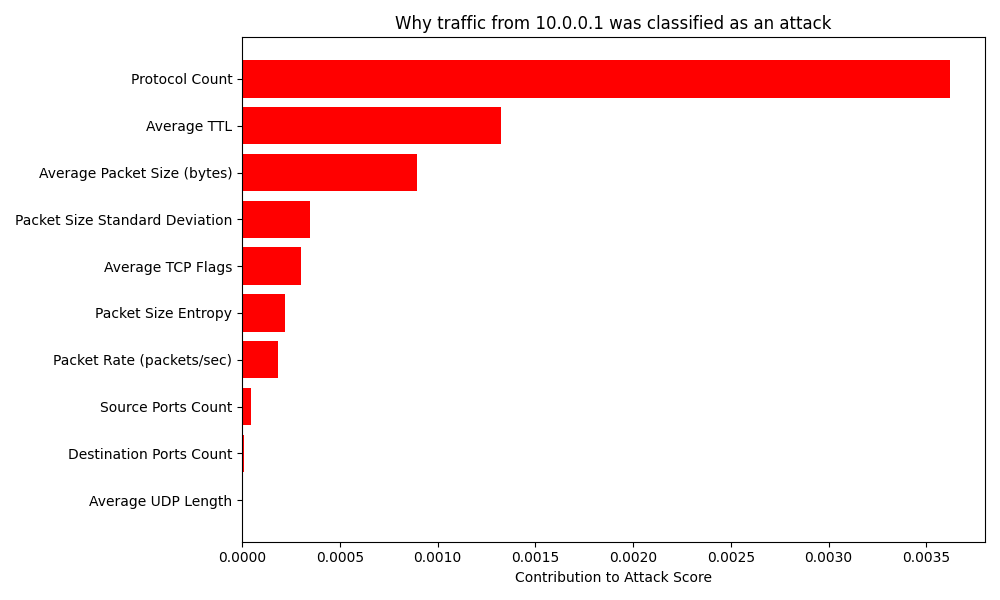 Why traffic from 10.0.0.1 was classified as an attack
Protocol Count
Average TTL
Average Packet Size (bytes)
Packet Size Standard Deviation
Average TCP Flags
Packet Size Entropy
Packet Rate (packets/sec)
Source Ports Count
Destination Ports Count
Average UDP Length
0.0000 0.0005 0.0010 0.0015 0.0020 0.0025 0.0030 0.0035
Contribution to Attack Score